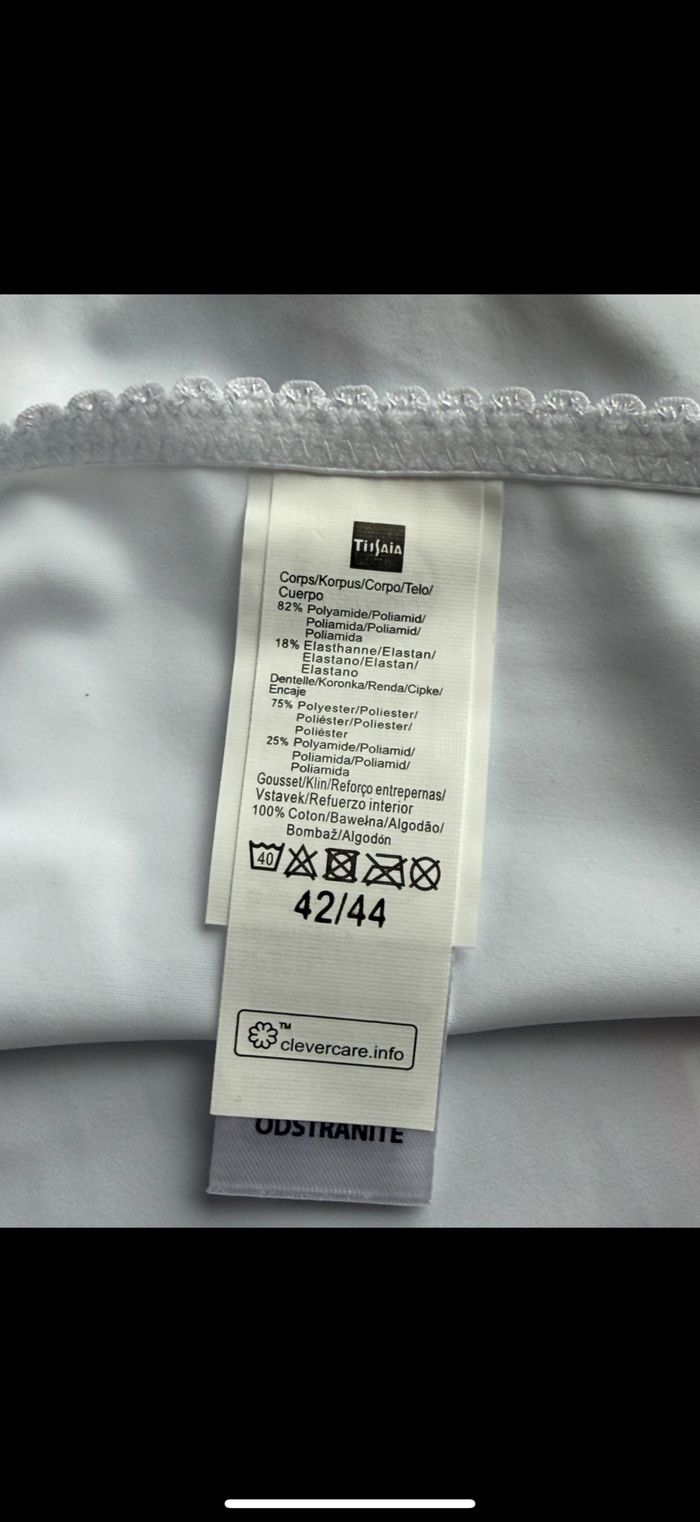 TISSAIA
Corps/Korpus/Corpo/Telo/
Cuerpo
82% Polyamide/Poliamid/
Poliamida/Poliamid/
Poliamida
18% Elasthanne/Elastan/
Elastano/Elastan/
Elastano
Dentelle/Koronka/Renda/Cipke/
Encaje
75% Polyester/Poliester/
Poliéster/Poliester/
Poliéster
25% Polyamide/Poliamid/
Poliamida/Poliamid/
Poliamida
Gousset/Klin/Reforço entrepernas/
Vstavek/Refuerzo interior
100% Coton/Bawełna/Algodão/
Bombaž/Algodón
40
42/44
TM
clevercare.info
ODSTRANITE